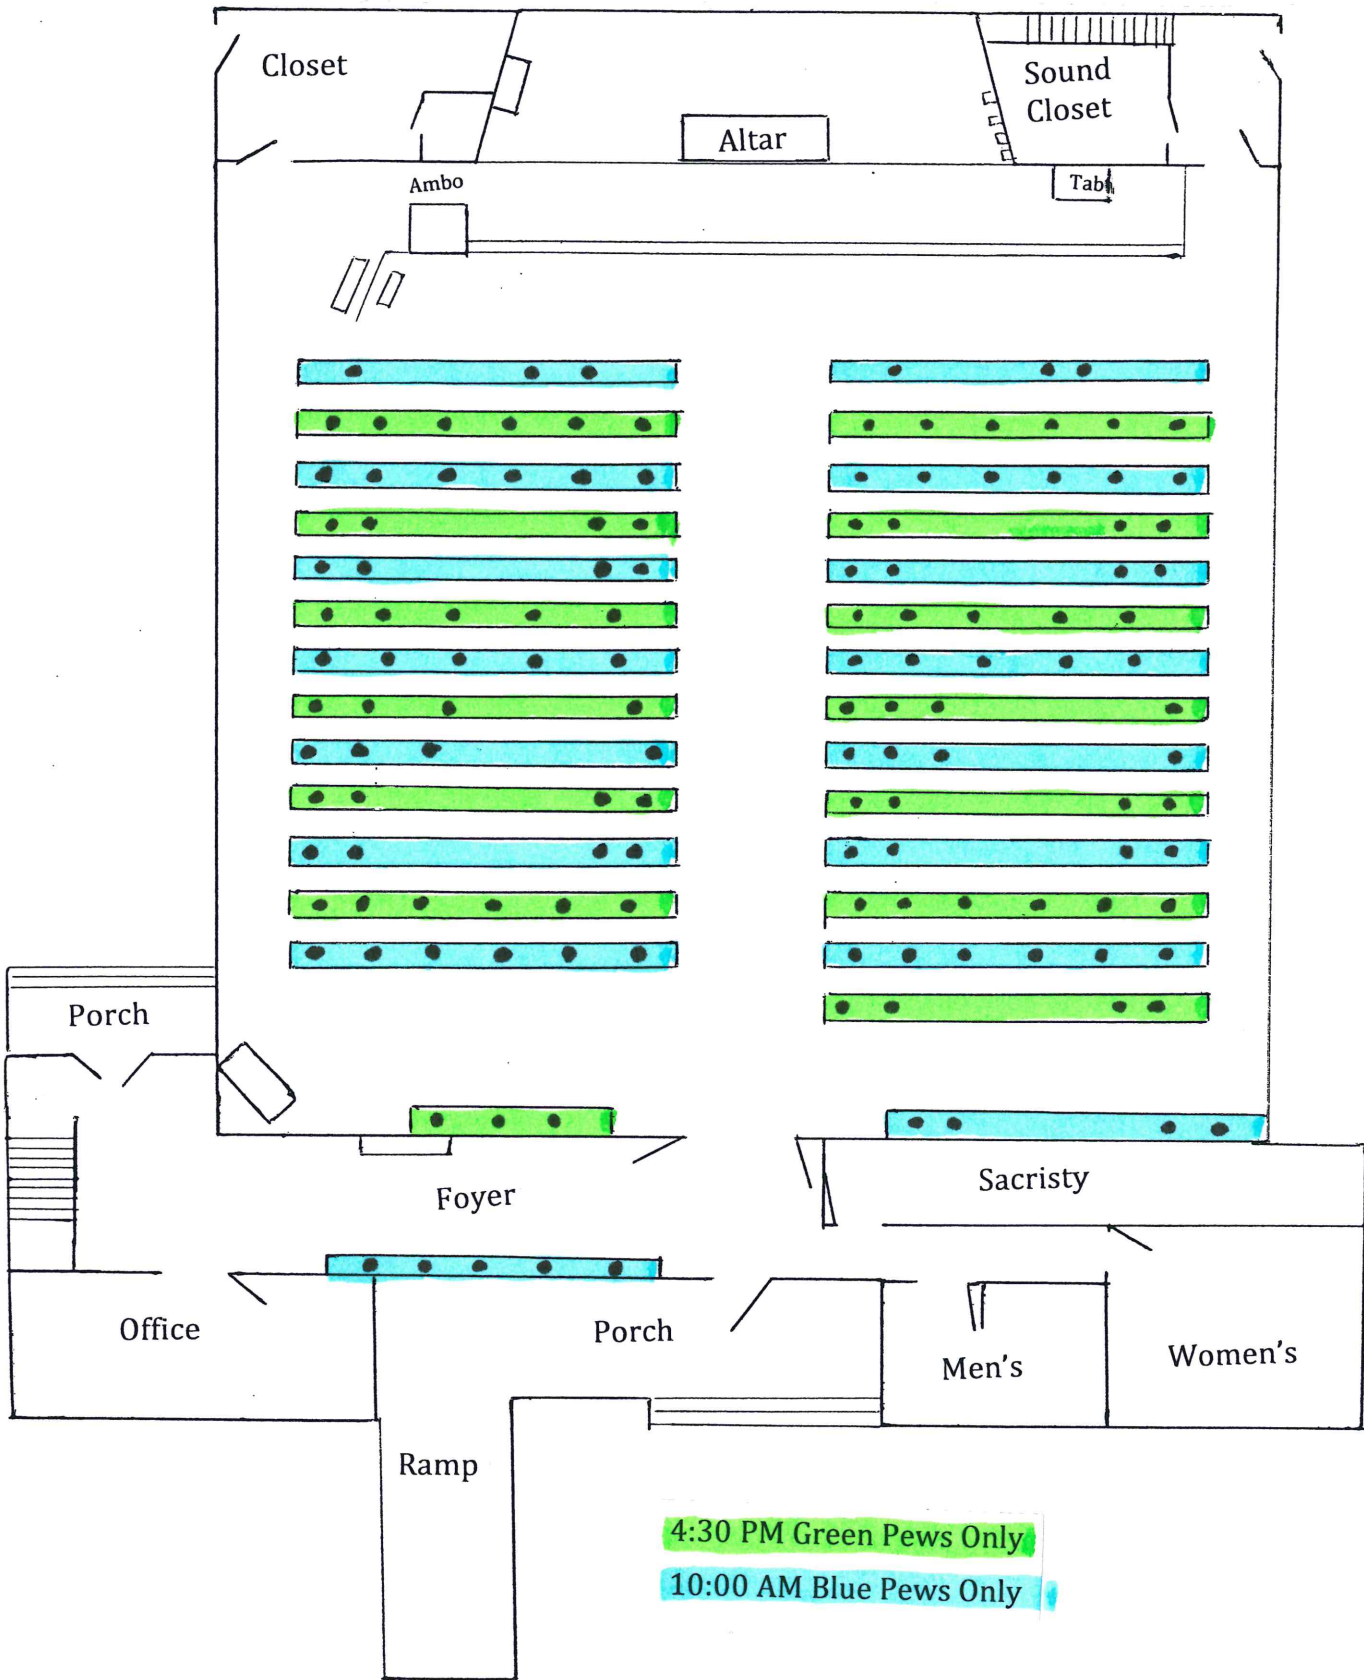 Closet
Sound
Closet
Altar
Ambo
Tab
Porch
Foyer
Sacristy
Office
Porch
Men's
Women's
Ramp
4:30 PM Green Pews Only
10:00 AM Blue Pews Only